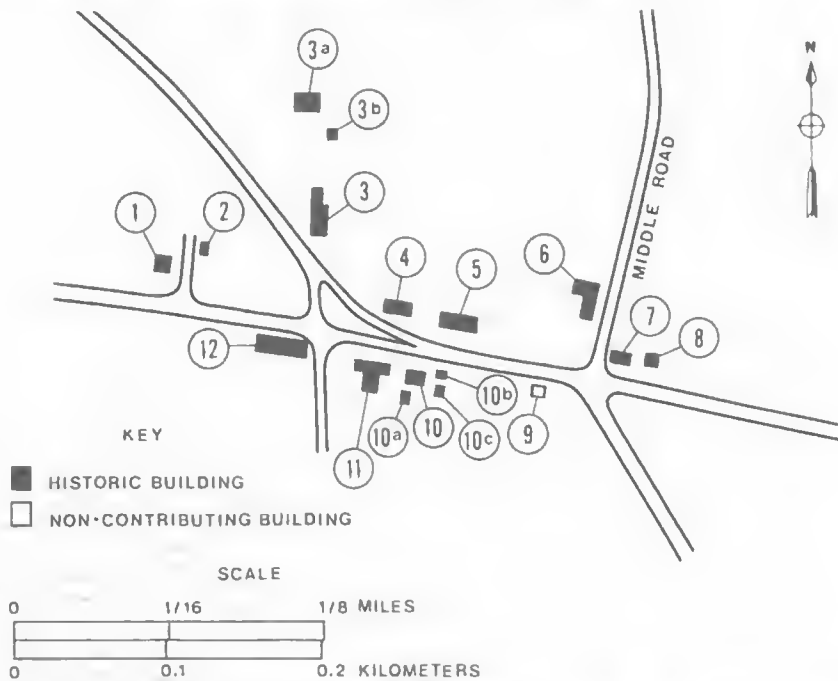 3a
N
3b
3
1
2
MIDDLE ROAD
4
5
6
7
8
12
10b
10a
10
10c
9
11
KEY
HISTORIC BUILDING
NON-CONTRIBUTING BUILDING
SCALE
0 1/16 1/8 MILES
0 0.1 0.2 KILOMETERS